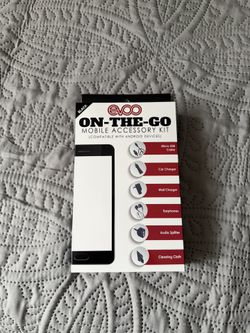 evoo
ON-THE-GO
MOBILE ACCESSORY KIT
(COMPATIBLE WITH ANDROID DEVICES)
Micro USB
Cable
Car Charger
Wall Charger
Earphones
Audio Splitter
Cleaning Cloth